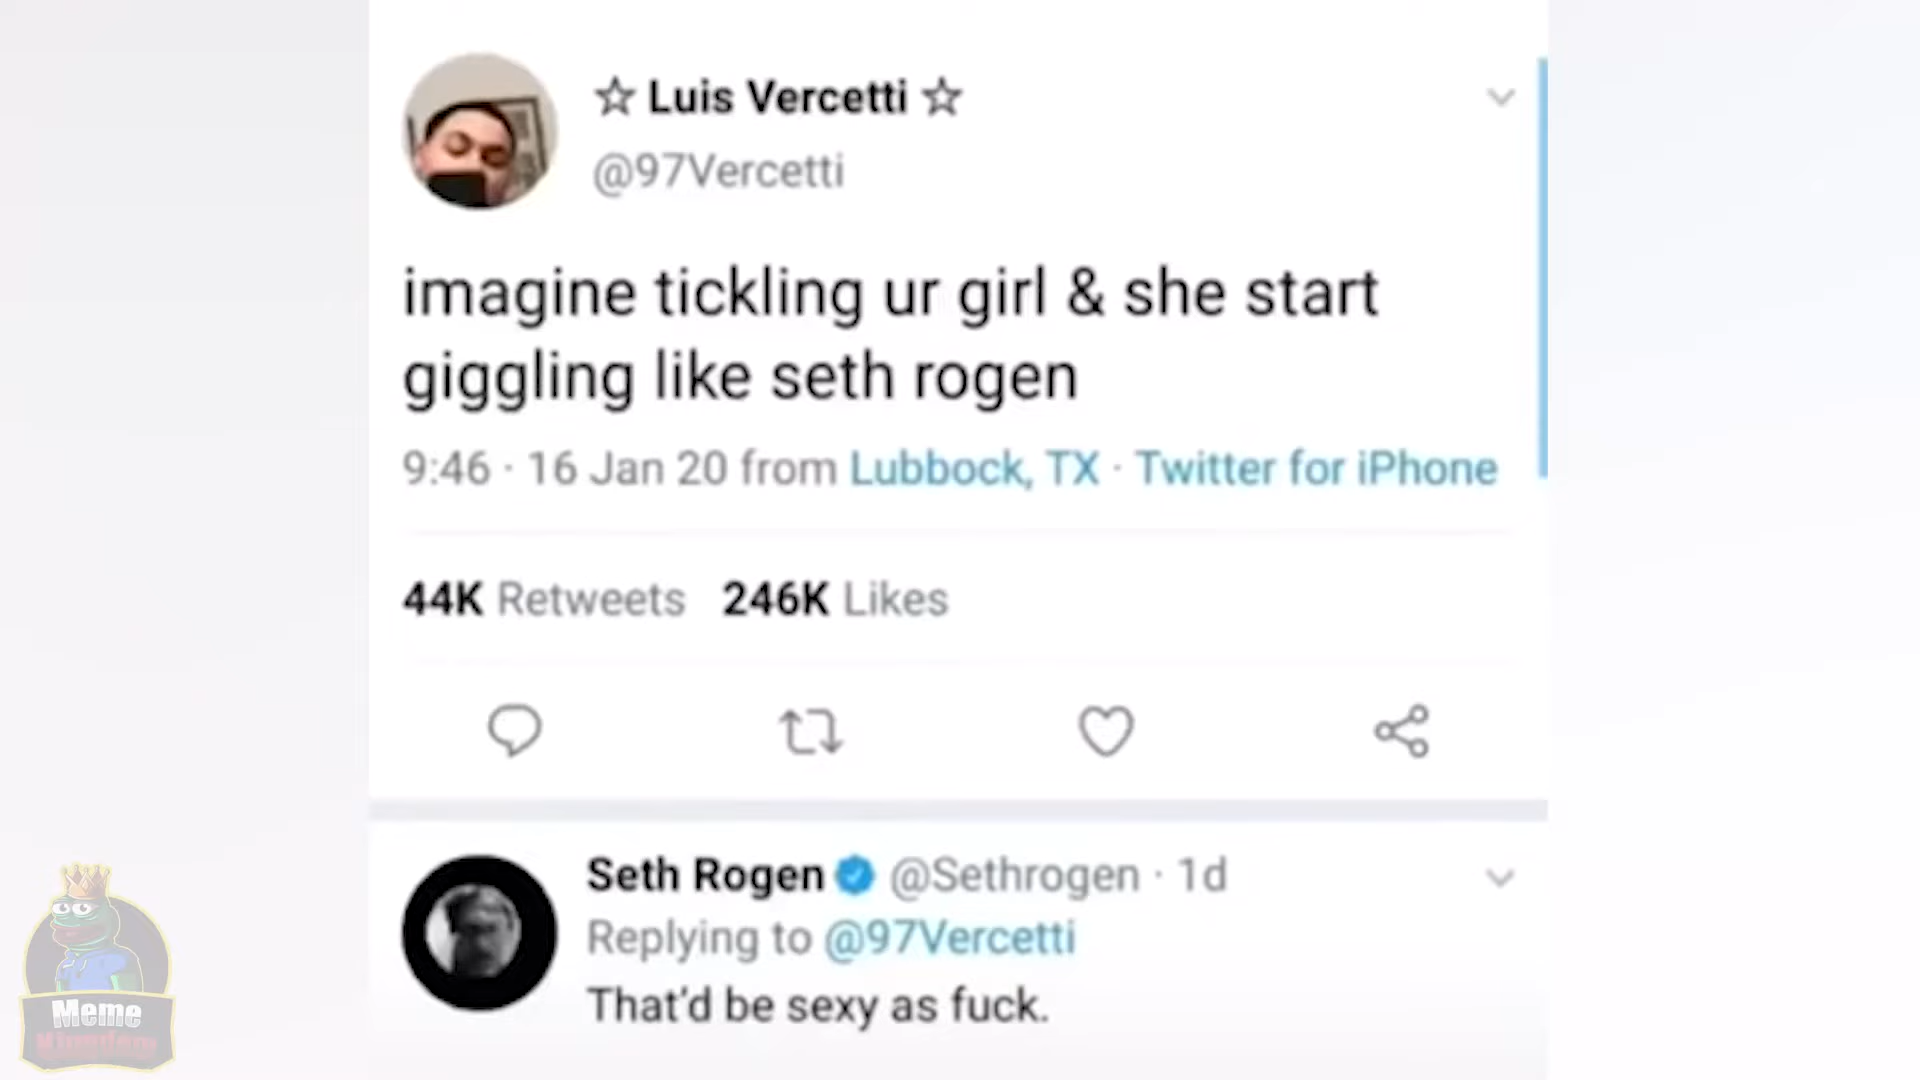 ☆ Luis Vercetti ☆
@97Vercetti
imagine tickling ur girl & she start
giggling like seth rogen
9:46 · 16 Jan 20 from Lubbock, TX · Twitter for iPhone
44K Retweets 246K Likes
Seth Rogen @Sethrogen · 1d
Replying to @97Vercetti
That'd be sexy as fuck.
Meme
Kingdom